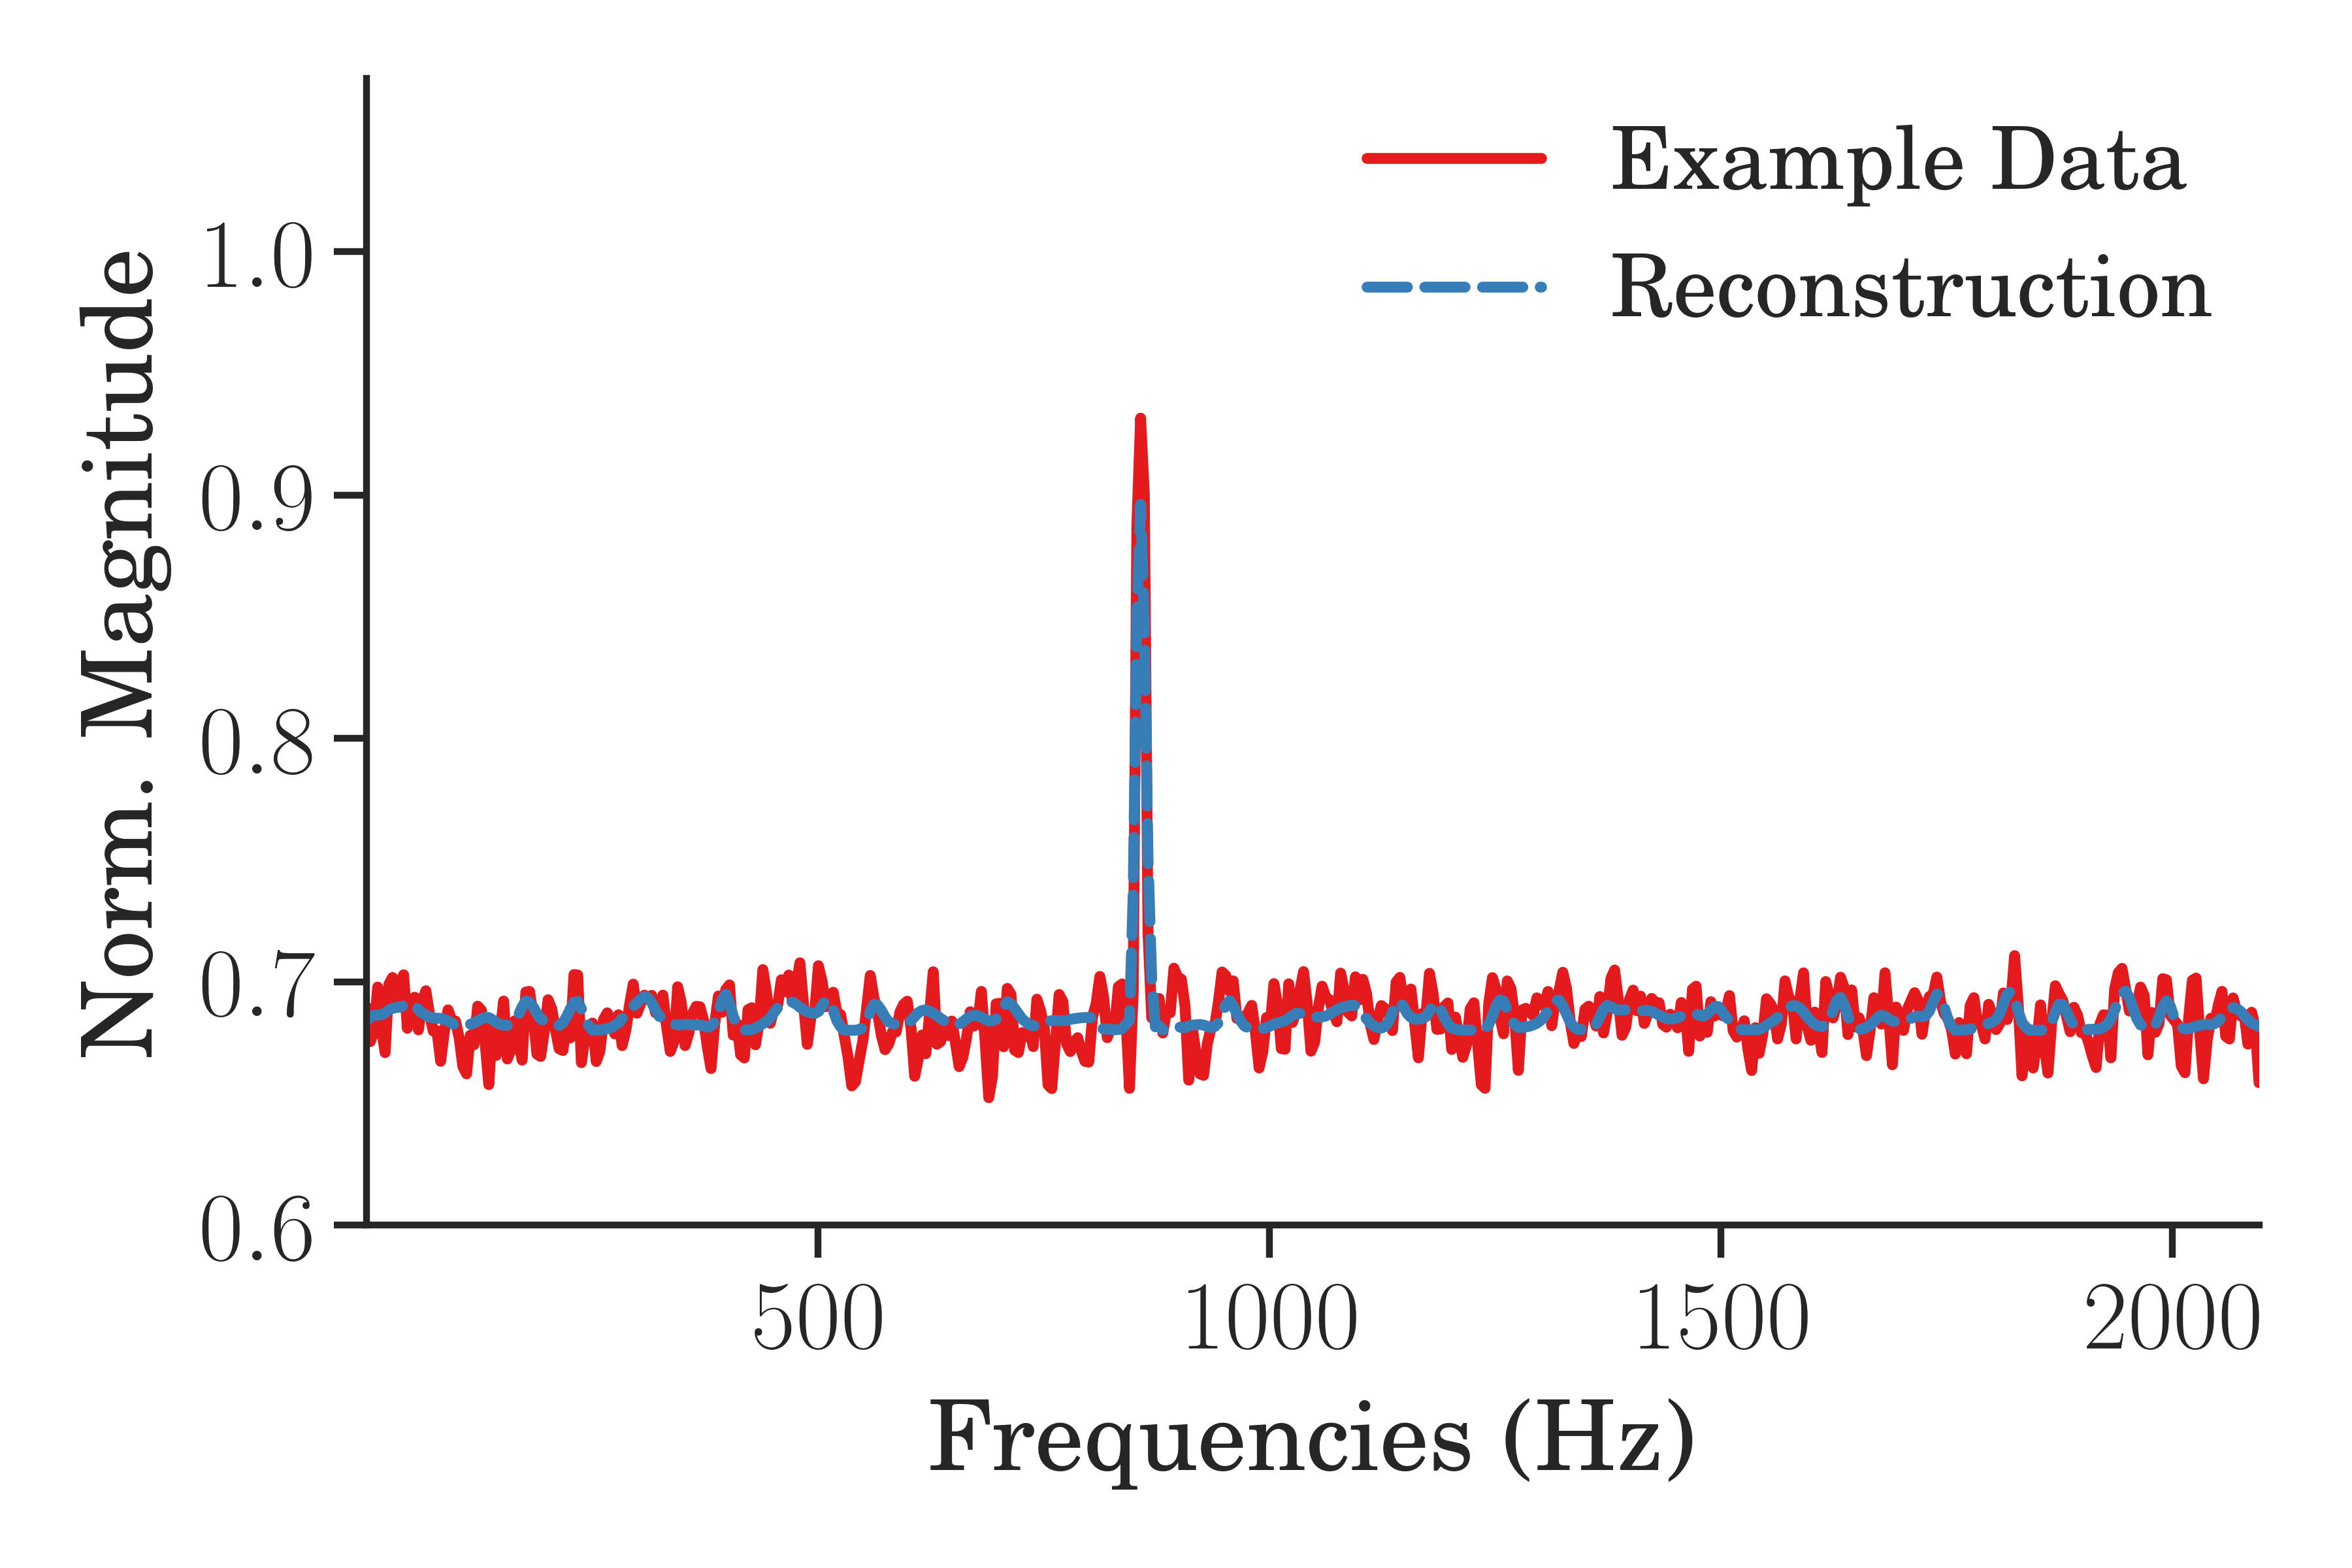 Example Data
Reconstruction
Norm. Magnitude
1.0
0.9
0.8
0.7
0.6
500 1000 1500 2000
Frequencies (Hz)